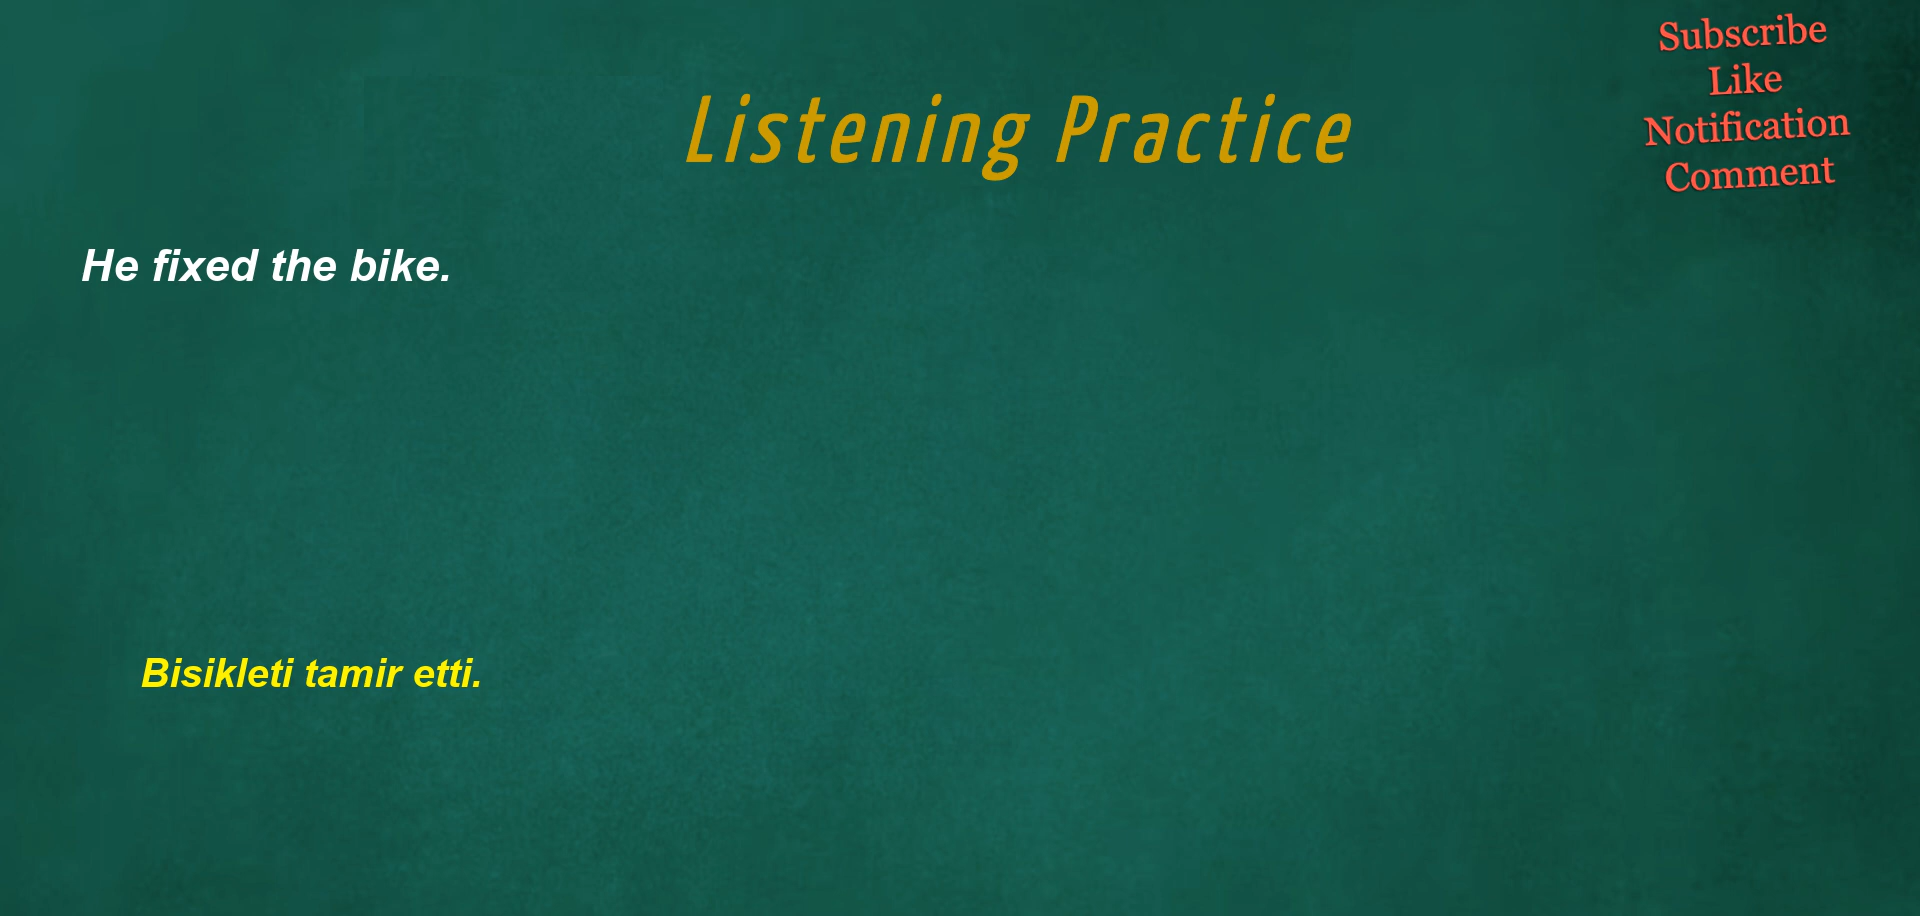 Listening Practice
Subscribe
Like
Notification
Comment
He fixed the bike.
Bisikleti tamir etti.